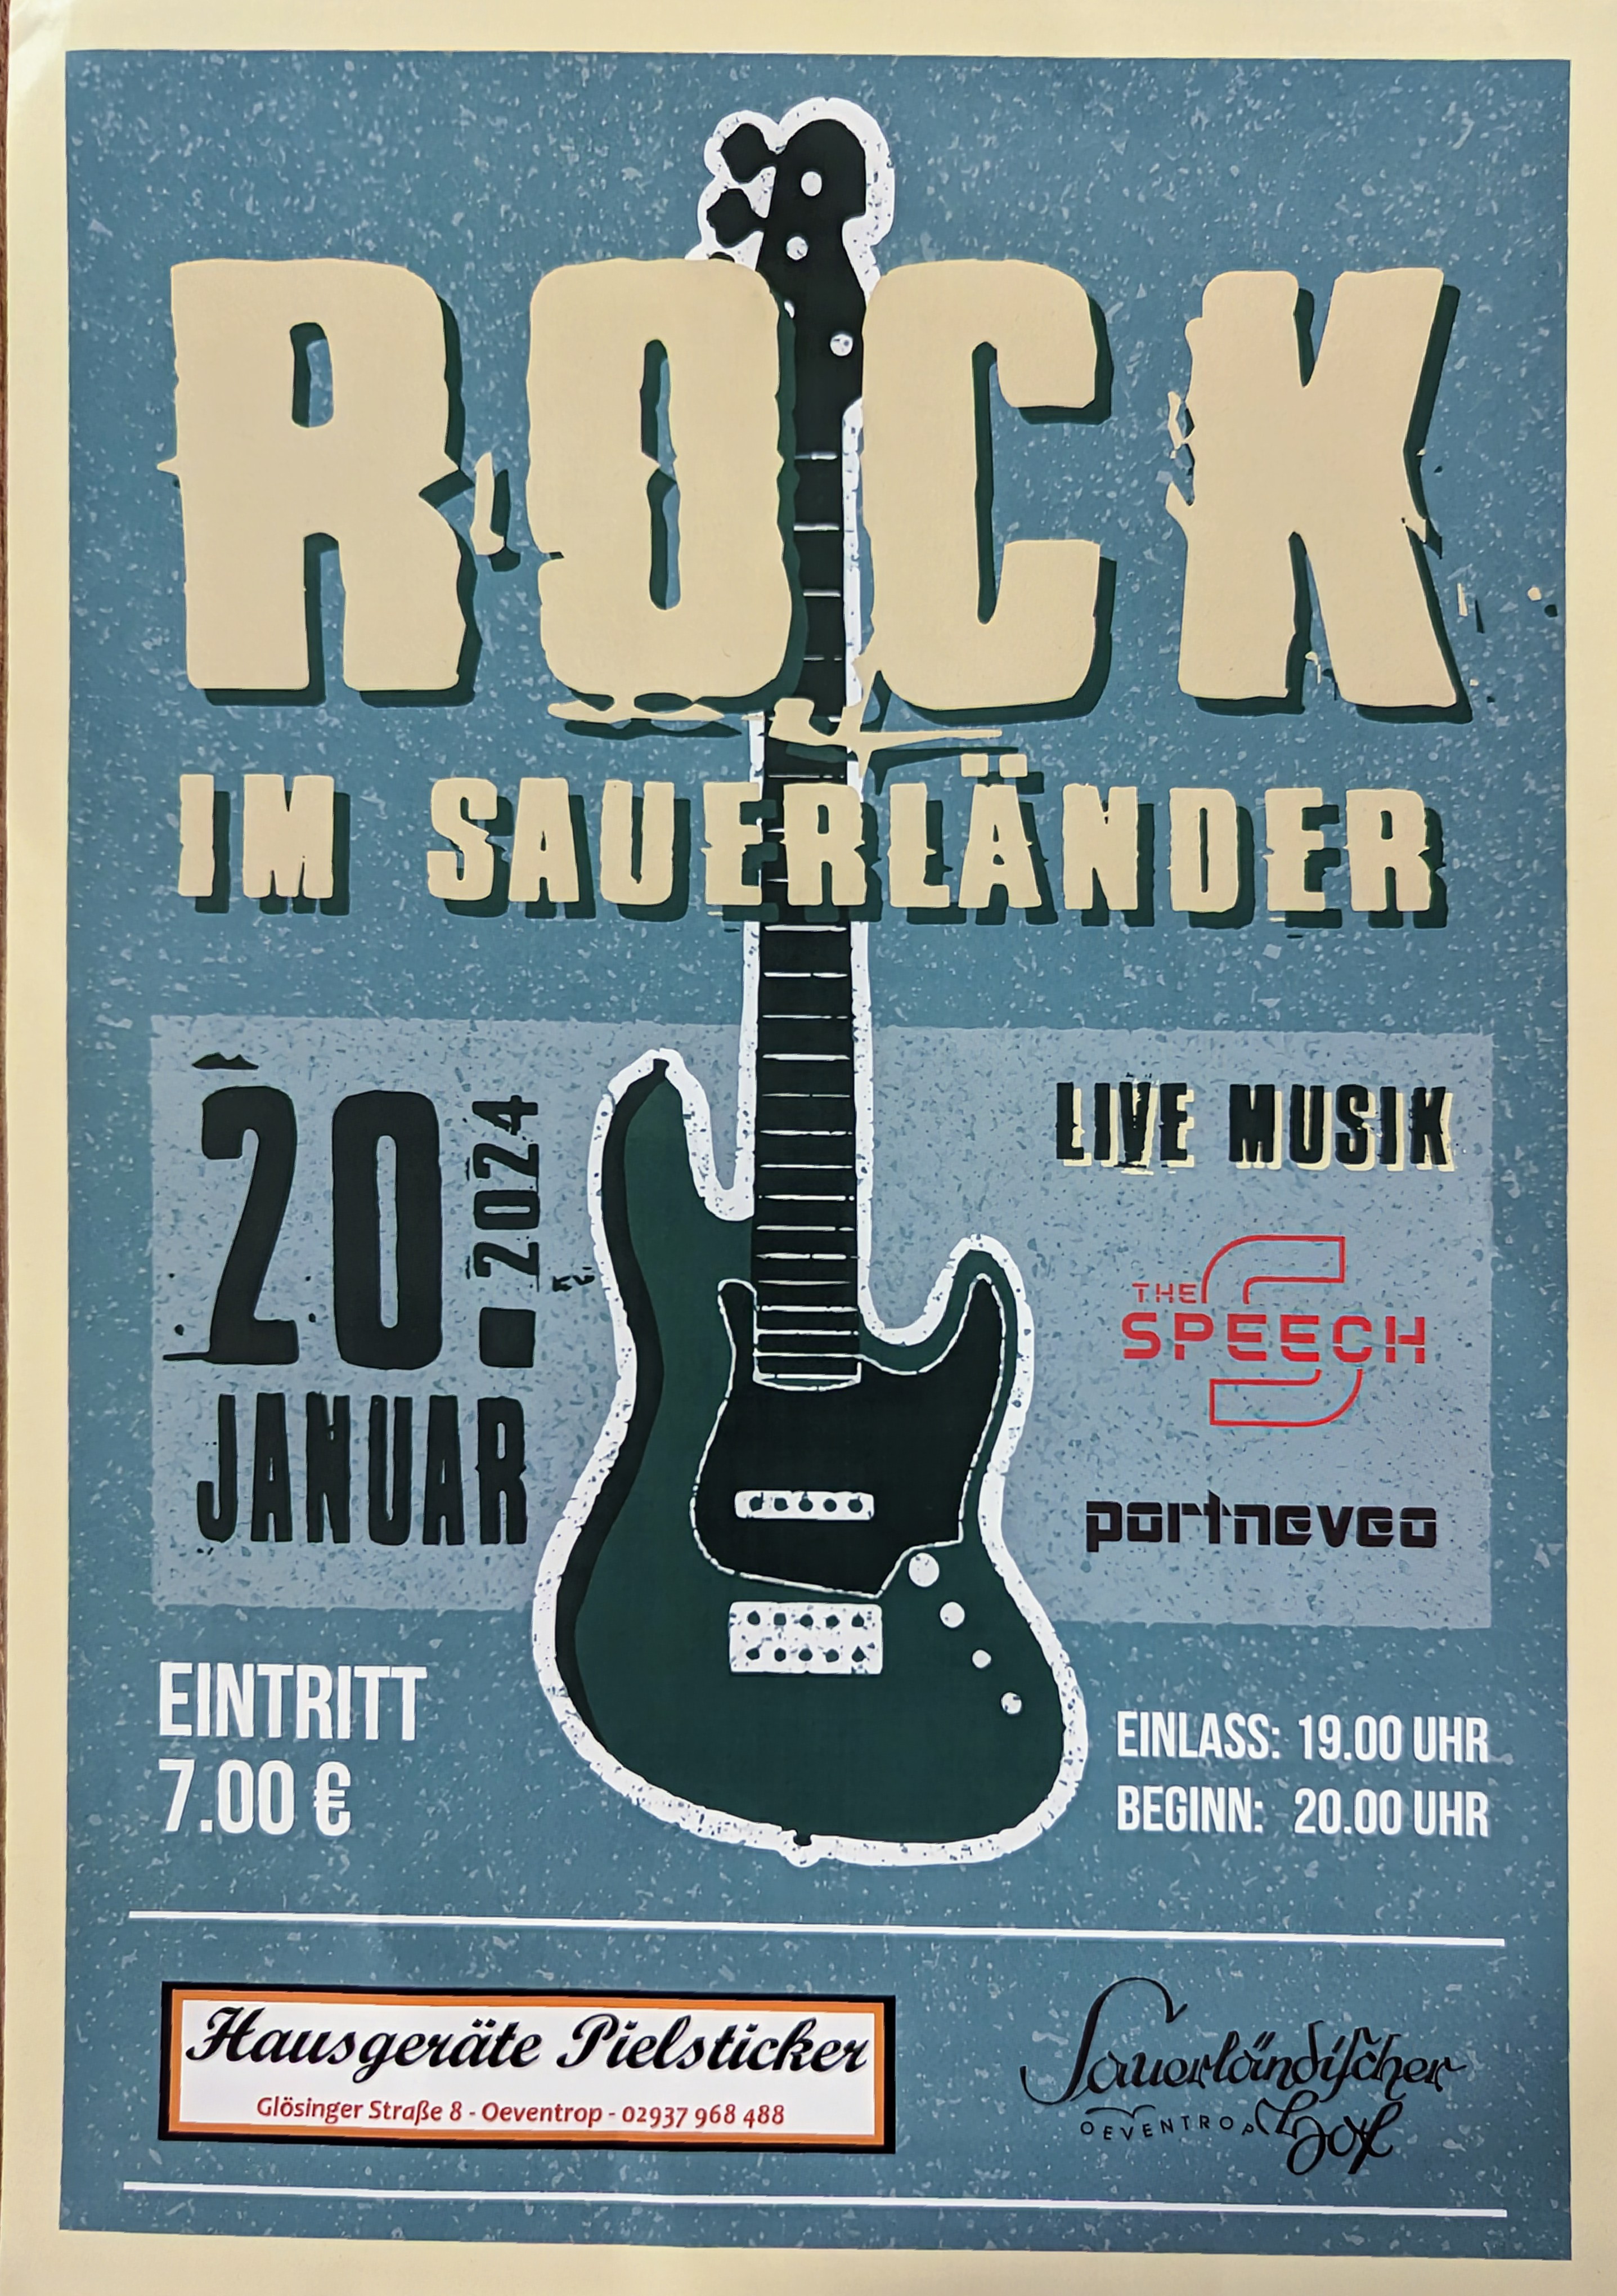 ROCK
IM SAUERLÄNDER
20.
2024
JANUAR
LIVE MUSIK
THE
SPEECH
portneveo
EINTRITT
7.00 €
EINLASS: 19.00 UHR
BEGINN: 20.00 UHR
Hausgeräte Pielsticker
Glösinger Straße 8 - Oeventrop - 02937 968 488
Sauerländischer
OEVENTROP Hof